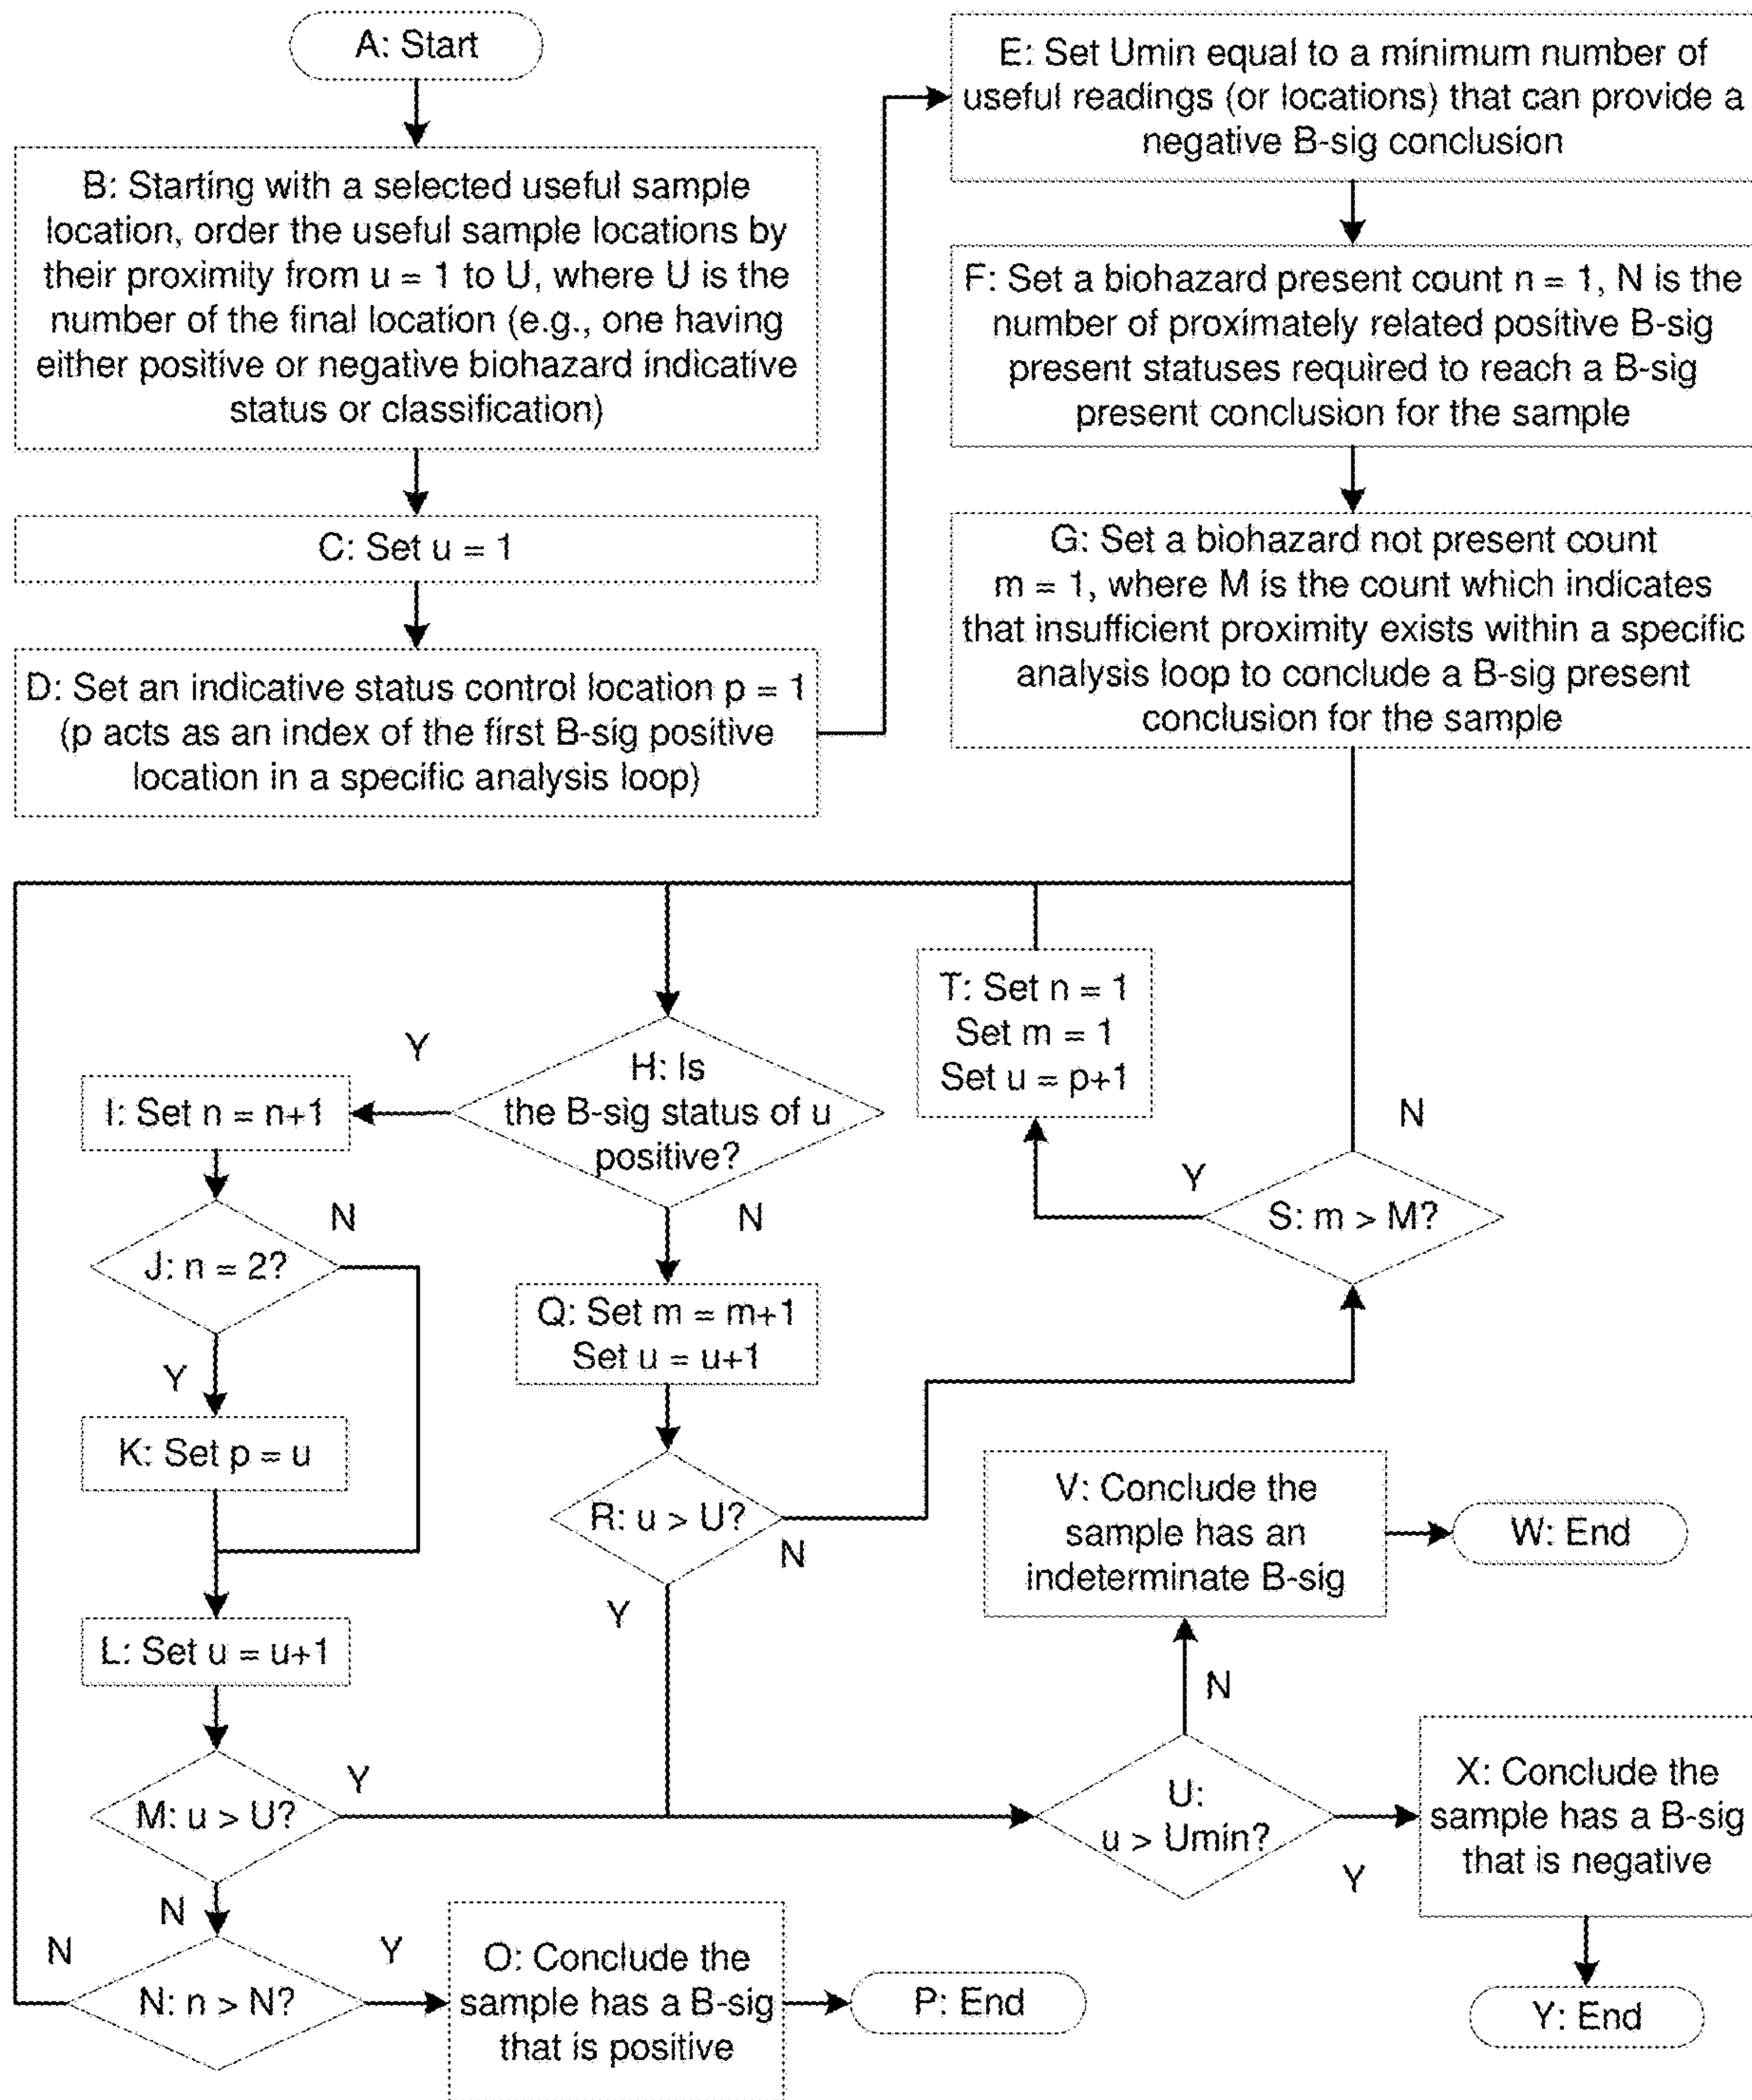 A: Start
B: Starting with a selected useful sample
location, order the useful sample locations by
their proximity from u = 1 to U, where U is the
number of the final location (e.g., one having
either positive or negative biohazard indicative
status or classification)
C: Set u = 1
D: Set an indicative status control location p = 1
(p acts as an index of the first B-sig positive
location in a specific analysis loop)
E: Set Umin equal to a minimum number of
useful readings (or locations) that can provide a
negative B-sig conclusion
F: Set a biohazard present count n = 1, N is the
number of proximately related positive B-sig
present statuses required to reach a B-sig
present conclusion for the sample
G: Set a biohazard not present count
m = 1, where M is the count which indicates
that insufficient proximity exists within a specific
analysis loop to conclude a B-sig present
conclusion for the sample
H: Is
the B-sig status of u
positive?
Y
N
I: Set n = n+1
J: n = 2?
N
Y
K: Set p = u
L: Set u = u+1
M: u > U?
Y
N
N: n > N?
N
Y
O: Conclude the
sample has a B-sig
that is positive
P: End
Q: Set m = m+1
Set u = u+1
R: u > U?
N
Y
S: m > M?
Y
N
T: Set n = 1
Set m = 1
Set u = p+1
U:
u > Umin?
N
Y
V: Conclude the
sample has an
indeterminate B-sig
W: End
X: Conclude the
sample has a B-sig
that is negative
Y: End